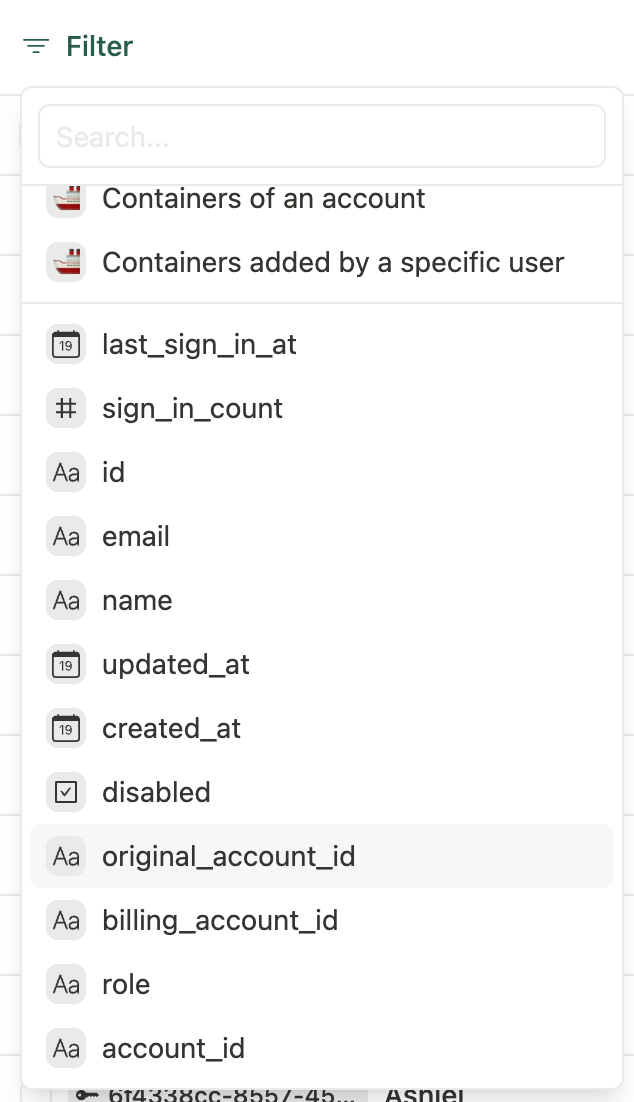 Filter
Search...
Containers of an account
Containers added by a specific user
19 last_sign_in_at
# sign_in_count
Aa id
Aa email
Aa name
19 updated_at
19 created_at
disabled
Aa original_account_id
Aa billing_account_id
Aa role
Aa account_id
6f4338cc-8557-45... Ashlel